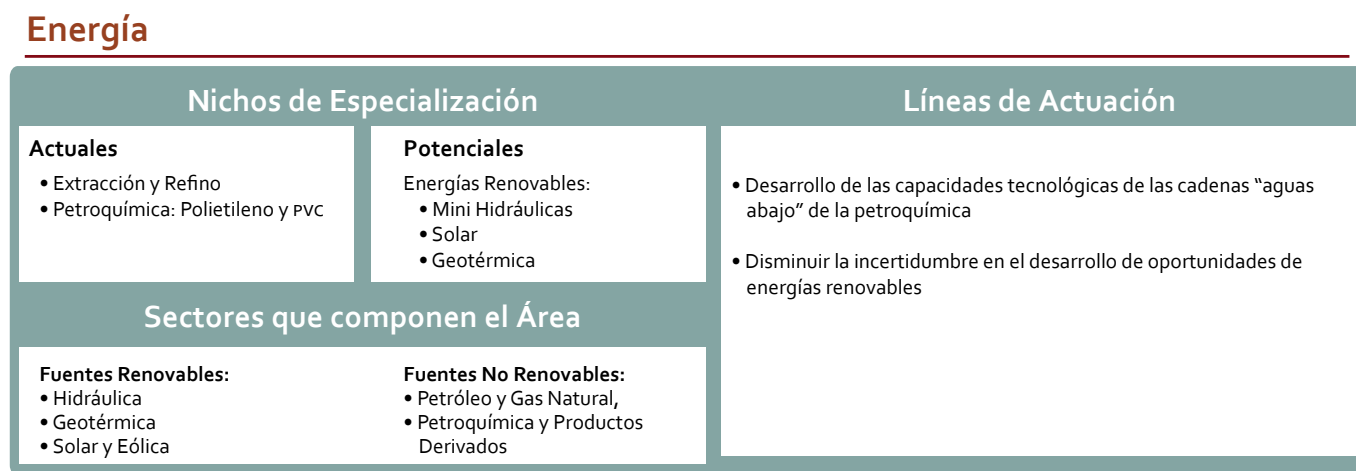 Energía
Nichos de Especialización
Actuales
• Extracción y Refino
• Petroquímica: Polietileno y PVC
Potenciales
Energías Renovables:
• Mini Hidráulicas
• Solar
• Geotérmica
Sectores que componen el Área
Fuentes Renovables:
• Hidráulica
• Geotérmica
• Solar y Eólica
Fuentes No Renovables:
• Petróleo y Gas Natural,
• Petroquímica y Productos
Derivados
Líneas de Actuación
• Desarrollo de las capacidades tecnológicas de las cadenas “aguas
abajo” de la petroquímica
• Disminuir la incertidumbre en el desarrollo de oportunidades de
energías renovables